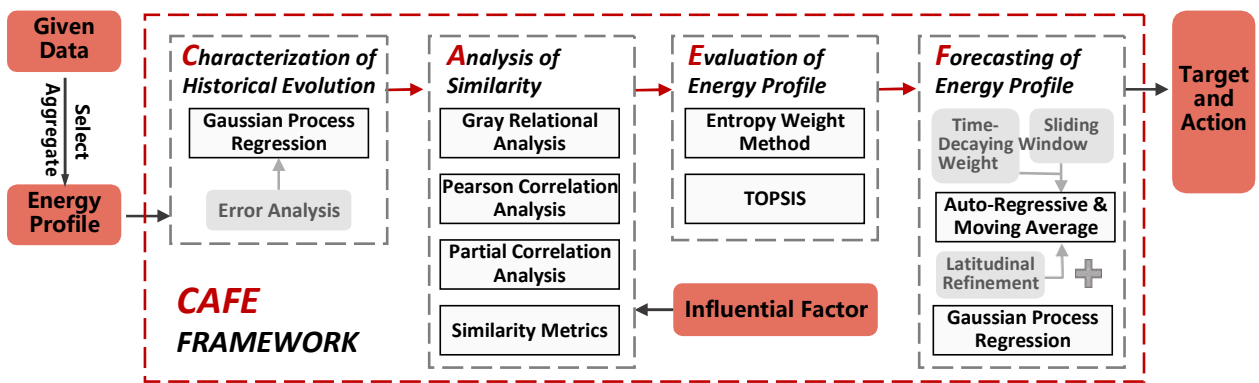 Given
Data
Select
Aggregate
Energy
Profile
Characterization of
Historical Evolution
Gaussian Process
Regression
Error Analysis
CAFE
FRAMEWORK
Analysis of
Similarity
Gray Relational
Analysis
Pearson Correlation
Analysis
Partial Correlation
Analysis
Similarity Metrics
Influential Factor
Evaluation of
Energy Profile
Entropy Weight
Method
TOPSIS
Forecasting of
Energy Profile
Time-
Decaying
Weight
Sliding
Window
Auto-Regressive &
Moving Average
Latitudinal
Refinement
Gaussian Process
Regression
Target
and
Action